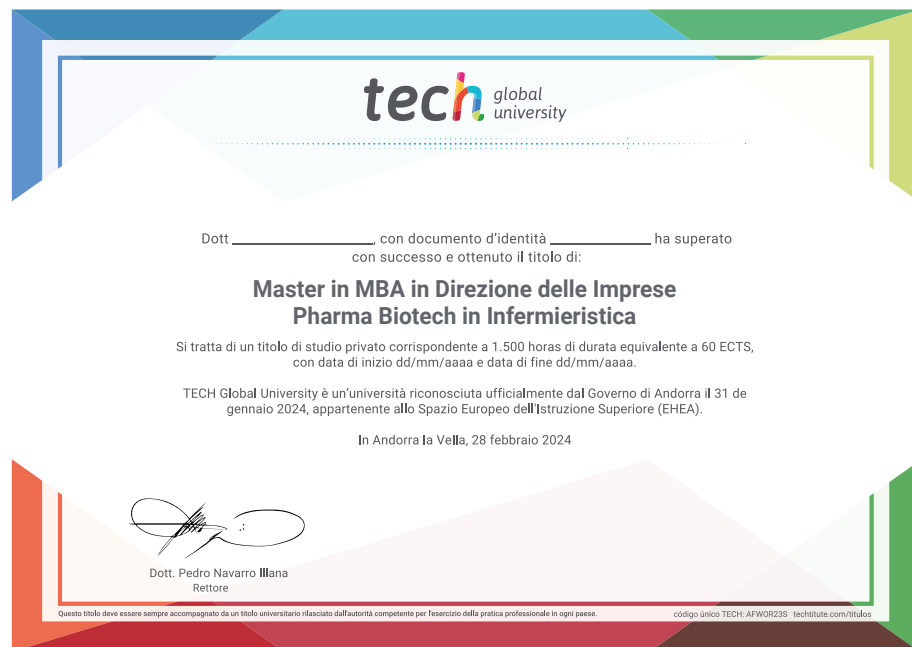 tech global university
Dott ____________, con documento d'identità ____________ ha superato
con successo e ottenuto il titolo di:
Master in MBA in Direzione delle Imprese
Pharma Biotech in Infermieristica
Si tratta di un titolo di studio privato corrispondente a 1.500 horas di durata equivalente a 60 ECTS,
con data di inizio dd/mm/aaaa e data di fine dd/mm/aaaa.
TECH Global University è un'università riconosciuta ufficialmente dal Governo di Andorra il 31 de
gennaio 2024, appartenente allo Spazio Europeo dell'Istruzione Superiore (EHEA).
In Andorra la Vella, 28 febbraio 2024
Dott. Pedro Navarro Illana
Rettore
Questo titolo deve essere sempre accompagnato da un titolo universitario rilasciato dall'autorità competente per l'esercizio della pratica professionale in ogni paese.
código único TECH: AFWOR23S techtitute.com/titulos